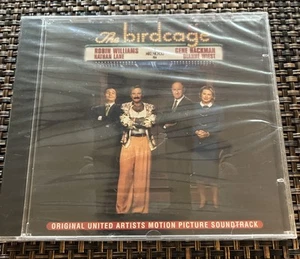 The birdcage
ROBIN WILLIAMS GENE HACKMAN
NATHAN LANE DIANNE WIEST
ORIGINAL UNITED ARTISTS MOTION PICTURE SOUNDTRACK